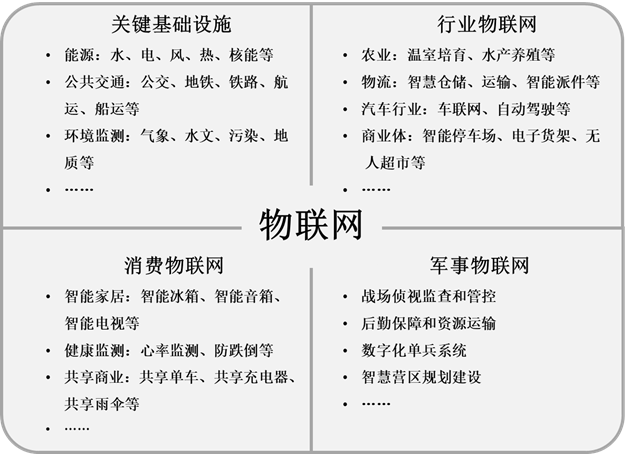 关键基础设施
• 能源：水、电、风、热、核能等
• 公共交通：公交、地铁、铁路、航
运、船运等
• 环境监测：气象、水文、污染、地
质等
• ……
行业物联网
• 农业：温室培育、水产养殖等
• 物流：智慧仓储、运输、智能派件等
• 汽车行业：车联网、自动驾驶等
• 商业体：智能停车场、电子货架、无
人超市等
• ……
物联网
消费物联网
• 智能家居：智能冰箱、智能音箱、
智能电视等
• 健康监测：心率监测、防跌倒等
• 共享商业：共享单车、共享充电器、
共享雨伞等
• ……
军事物联网
• 战场侦视监查和管控
• 后勤保障和资源运输
• 数字化单兵系统
• 智慧营区规划建设
• ……